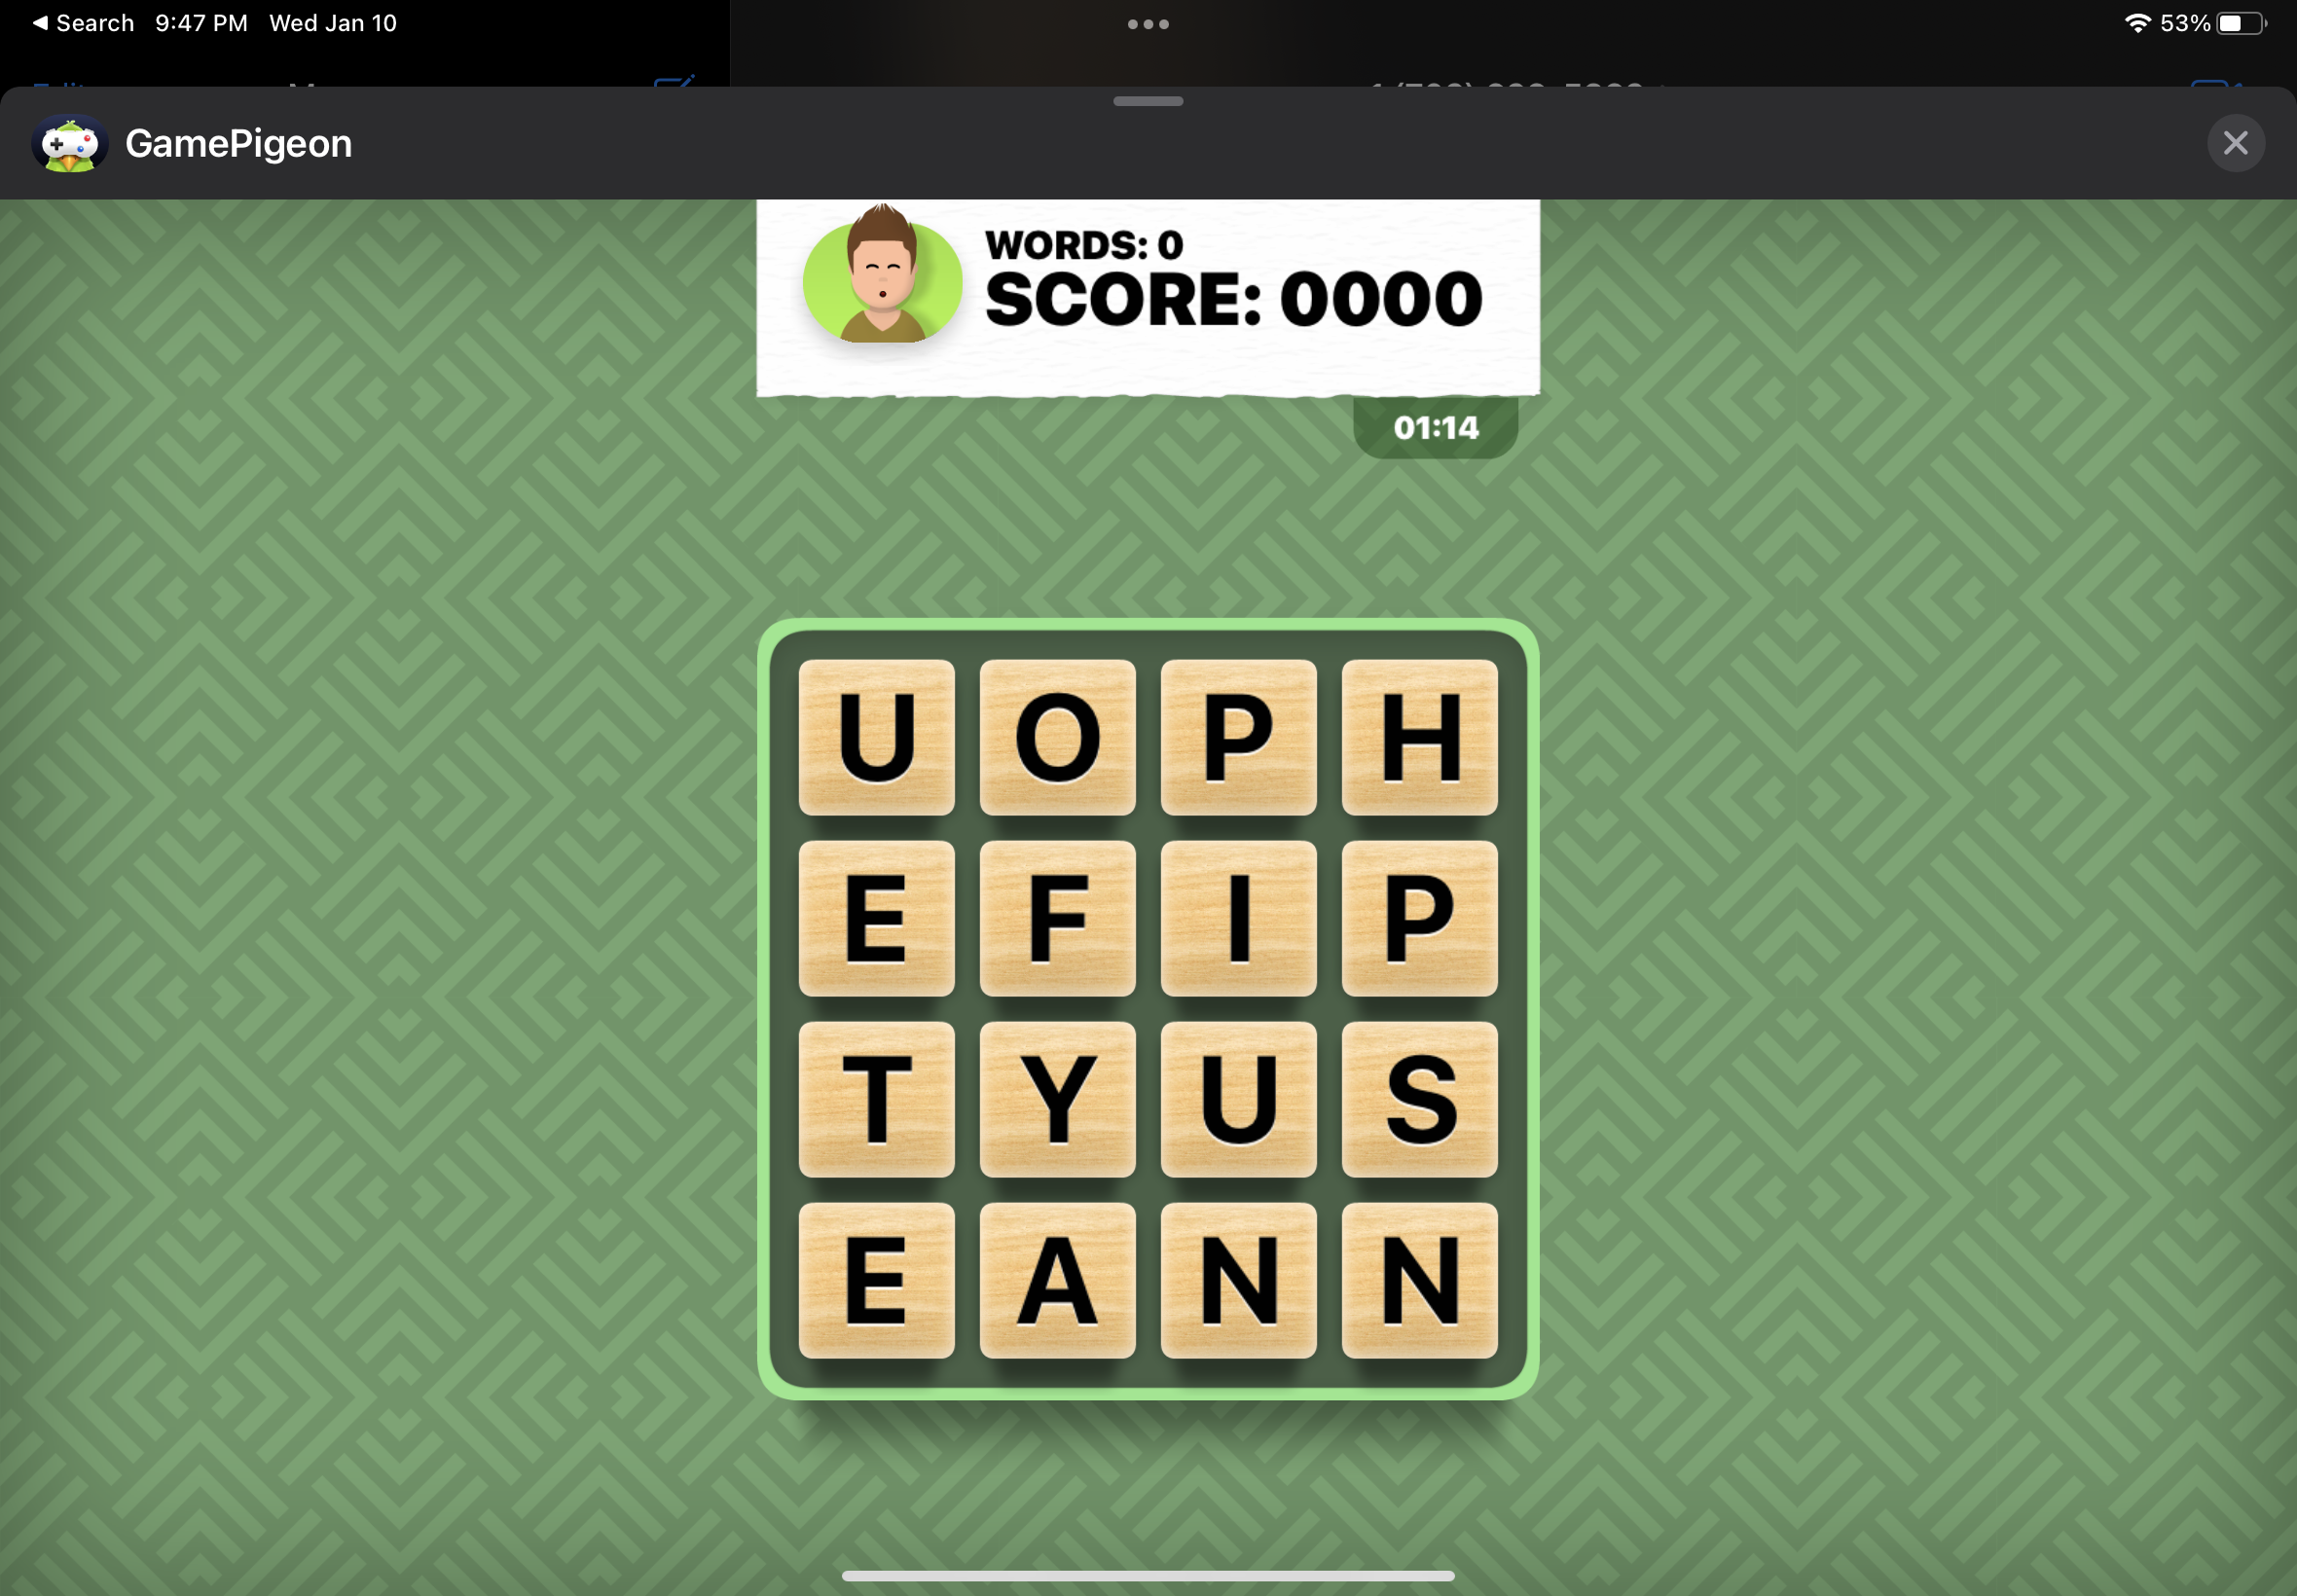 Search 9:47 PM Wed Jan 10
53%
GamePigeon
WORDS: 0
SCORE: 0000
01:14
U O P H
E F I P
T Y U S
E A N N